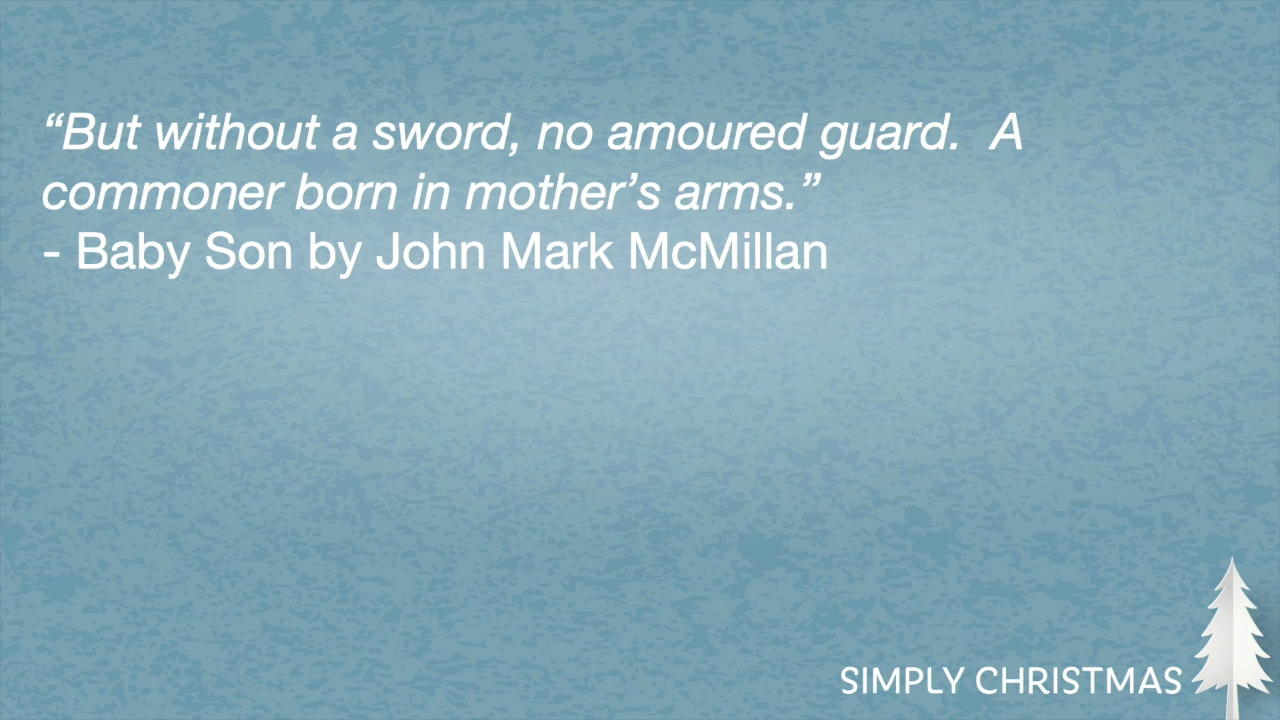 “But without a sword, no amoured guard.  A
commoner born in mother’s arms.”
- Baby Son by John Mark McMillan
SIMPLY CHRISTMAS